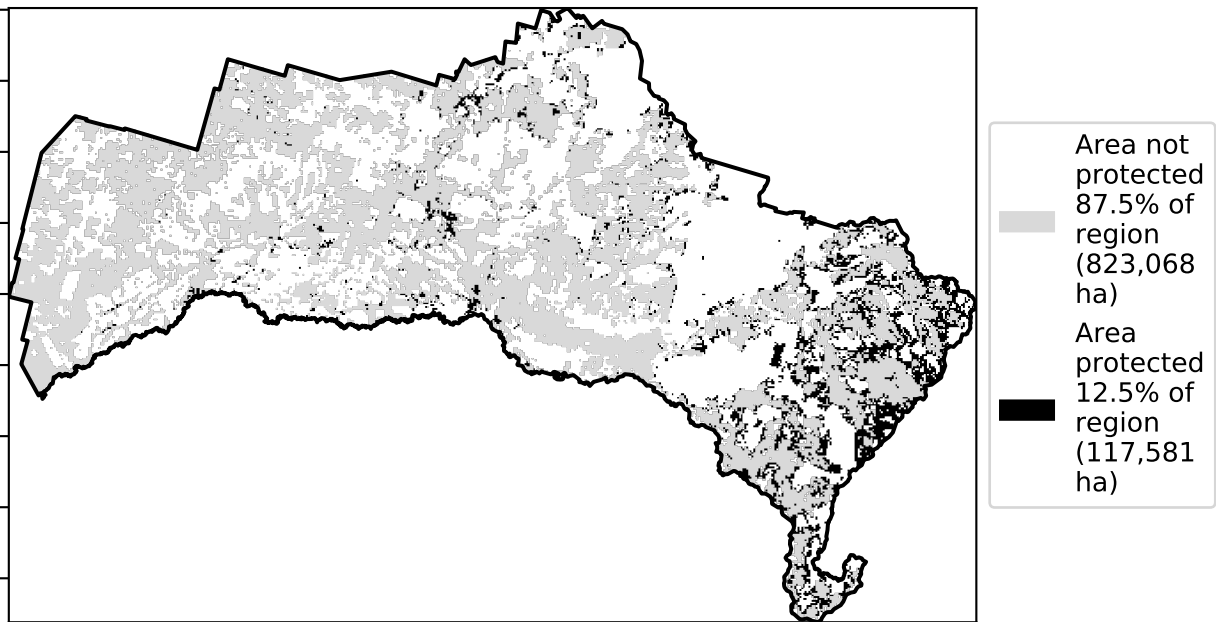 Area not
protected
87.5% of
region
(823,068
ha)
Area
protected
12.5% of
region
(117,581
ha)